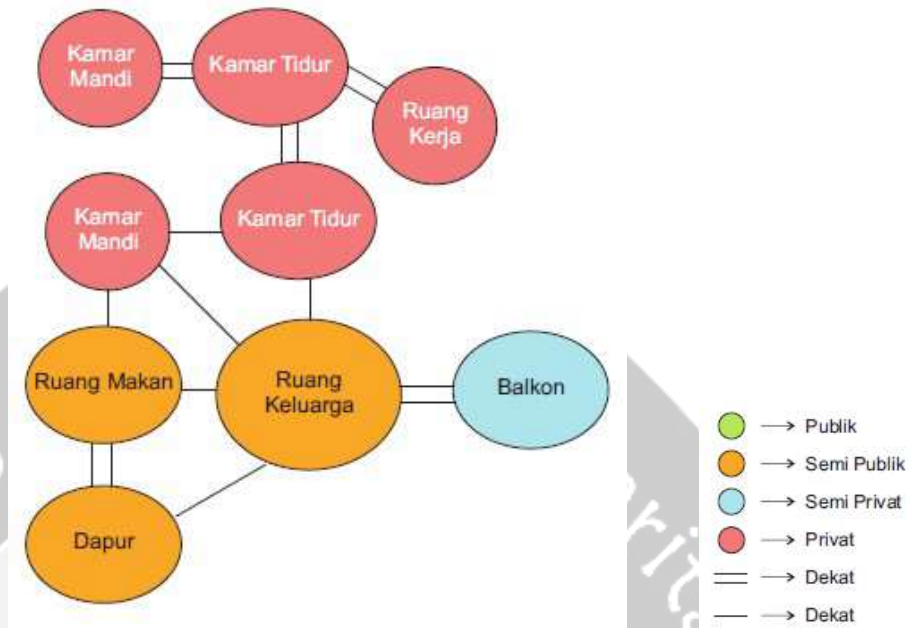 Kamar
Mandi
Kamar Tidur
Ruang
Kerja
Kamar
Mandi
Kamar Tidur
Ruang Makan
Ruang
Keluarga
Balkon
Dapur
Publik
Semi Publik
Semi Privat
Privat
Dekat
Dekat